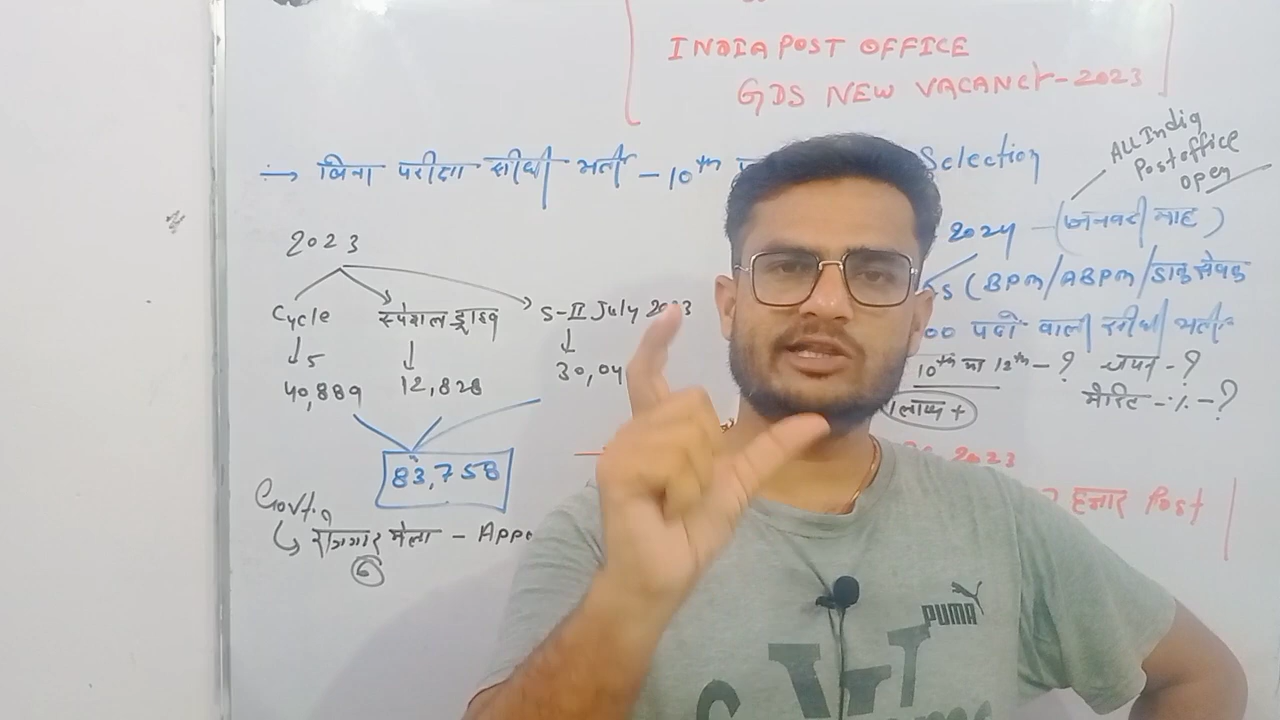 INDIA POST OFFICE
GDS NEW VACANCY-2023
→ बिना परीक्षा सीधी भर्ती - 10th Selection
ALL India
Post office
open
2023
2024 - (जनवरी माह)
Cycle स्पेशल ड्राइव S-II July 2023
(BPM/ABPM/डाक सेवक
5
40,889 12,828 30,04
00 पदों वाली सीधी भर्ती
10th या 12th - ? चयन - ?
मैरिट - % - ?
83,758
2023
Govt.
हजार Post
रोजगार मेला - Appo
6
PUMA